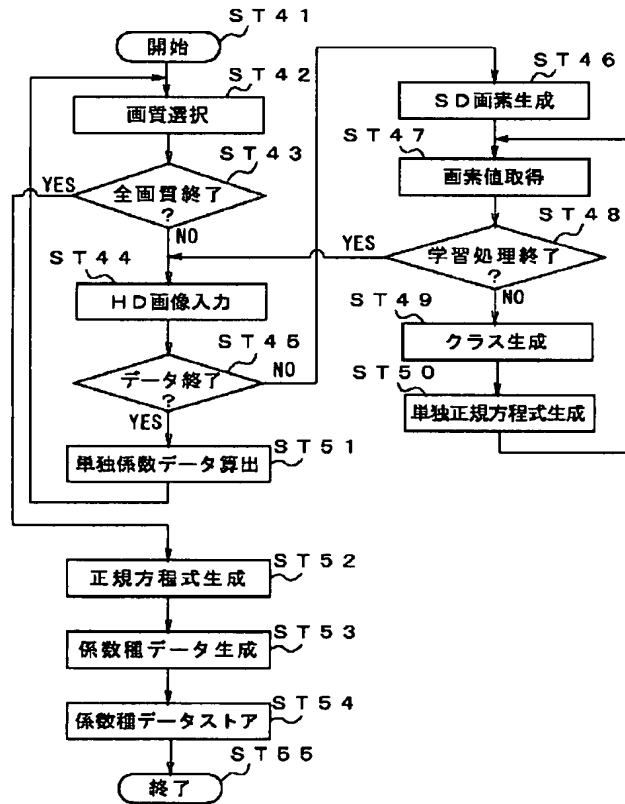 ST41
開始
ST42
画質選択
ST43
YES
全画質終了
?
NO
ST44
HD画像入力
ST45
データ終了
?
NO
YES
ST51
単独係数データ算出
ST46
SD画素生成
ST47
画素値取得
ST48
YES
学習処理終了
?
NO
ST49
クラス生成
ST50
単独正規方程式生成
ST52
正規方程式生成
ST53
係数種データ生成
ST54
係数種データストア
ST55
終了